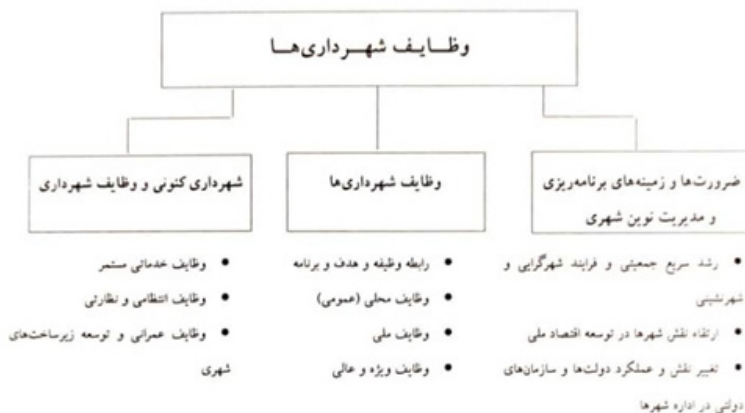 وظـــایـف شهـــرداری‌هـــا
ضرورت‌ها و زمینه‌های برنامه‌ریزی
و مدیریت نوین شهری
● رشد سریع جمعیتی و فرایند شهرگرایی و
شهرنشینی
● ارتقاء نقش شهرها در توسعه اقتصاد ملی
● تغییر نقش و عملکرد دولت‌ها و سازمان‌های
دولتی در اداره شهرها
وظایف شهرداری‌ها
● رابطه وظیفه و هدف و برنامه
● وظایف محلی (عمومی)
● وظایف ملی
● وظایف ویژه و عالی
شهرداری کنونی و وظایف شهرداری
● وظایف خدماتی مستمر
● وظایف انتظامی و نظارتی
● وظایف عمرانی و توسعه زیرساخت‌های
شهری